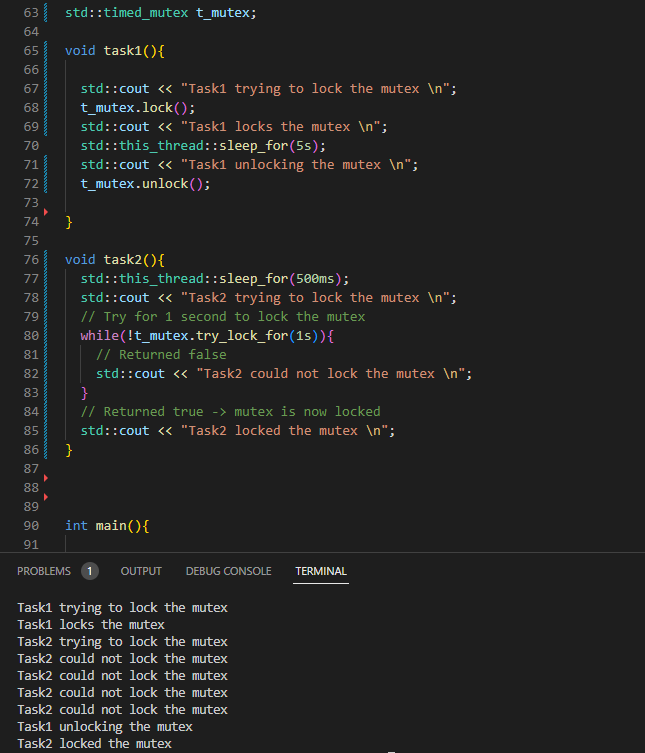 63 std::timed_mutex t_mutex;
64
65 void task1(){
66
67 std::cout << "Task1 trying to lock the mutex \n";
68 t_mutex.lock();
69 std::cout << "Task1 locks the mutex \n";
70 std::this_thread::sleep_for(5s);
71 std::cout << "Task1 unlocking the mutex \n";
72 t_mutex.unlock();
73
74 }
75
76 void task2(){
77 std::this_thread::sleep_for(500ms);
78 std::cout << "Task2 trying to lock the mutex \n";
79 // Try for 1 second to lock the mutex
80 while(!t_mutex.try_lock_for(1s)){
81 // Returned false
82 std::cout << "Task2 could not lock the mutex \n";
83 }
84 // Returned true -> mutex is now locked
85 std::cout << "Task2 locked the mutex \n";
86 }
87
88
89
90 int main(){
91
PROBLEMS 1 OUTPUT DEBUG CONSOLE TERMINAL
Task1 trying to lock the mutex
Task1 locks the mutex
Task2 trying to lock the mutex
Task2 could not lock the mutex
Task2 could not lock the mutex
Task2 could not lock the mutex
Task2 could not lock the mutex
Task1 unlocking the mutex
Task2 locked the mutex